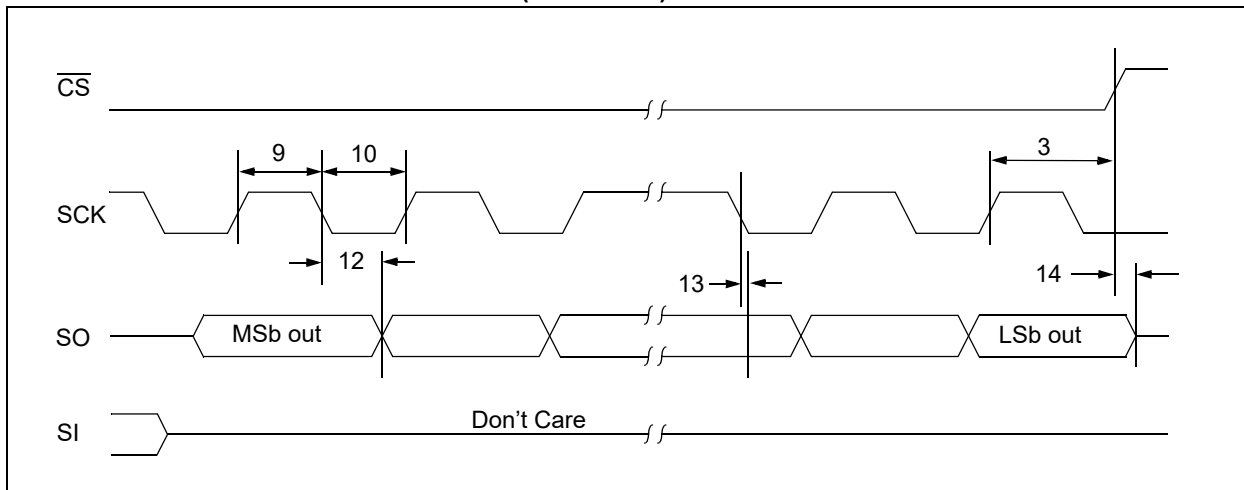 CS
9 10 3
SCK
12 13 14
SO MSb out LSb out
Don’t Care
SI